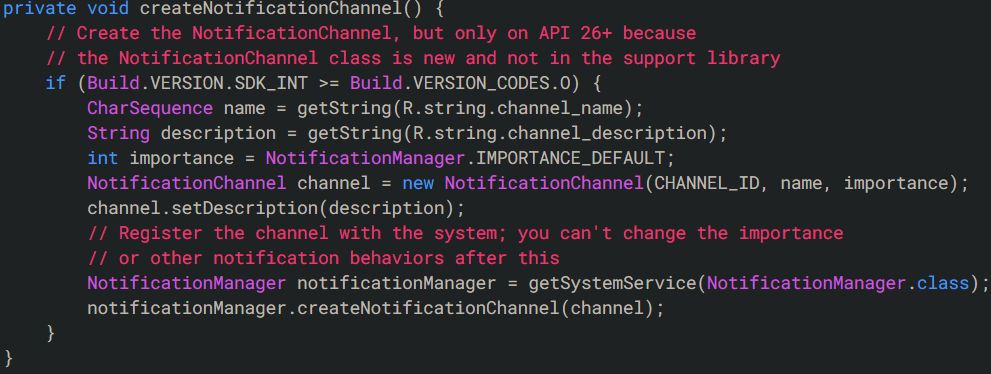 private void createNotificationChannel() {
    // Create the NotificationChannel, but only on API 26+ because
    // the NotificationChannel class is new and not in the support library
    if (Build.VERSION.SDK_INT >= Build.VERSION_CODES.O) {
        CharSequence name = getString(R.string.channel_name);
        String description = getString(R.string.channel_description);
        int importance = NotificationManager.IMPORTANCE_DEFAULT;
        NotificationChannel channel = new NotificationChannel(CHANNEL_ID, name, importance);
        channel.setDescription(description);
        // Register the channel with the system; you can't change the importance
        // or other notification behaviors after this
        NotificationManager notificationManager = getSystemService(NotificationManager.class);
        notificationManager.createNotificationChannel(channel);
    }
}